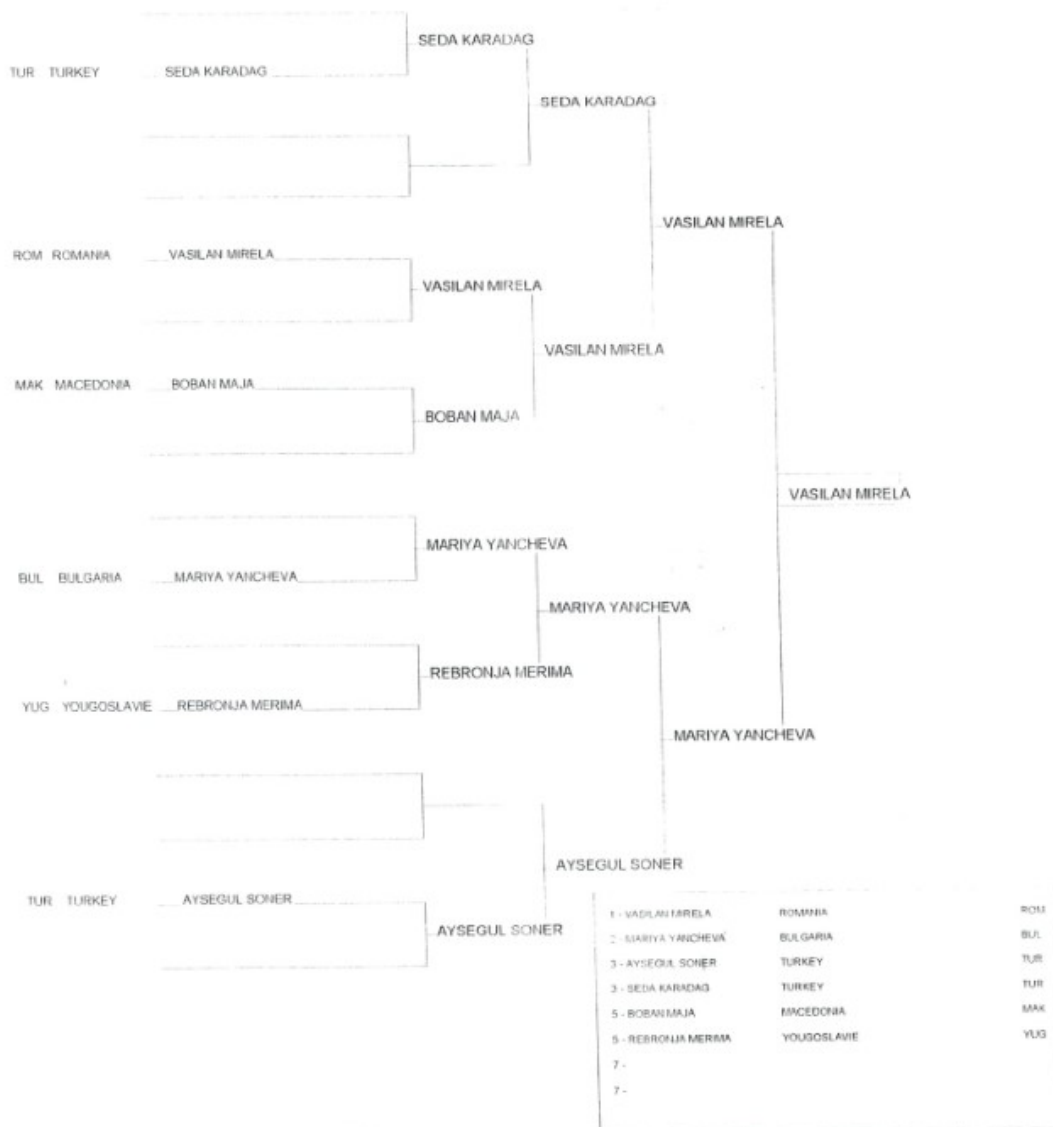 SEDA KARADAG
TUR TURKEY SEDA KARADAG
SEDA KARADAG
VASILAN MIRELA
ROM ROMANIA VASILAN MIRELA
VASILAN MIRELA
VASILAN MIRELA
MAK MACEDONIA BOBAN MAJA
BOBAN MAJA
VASILAN MIRELA
MARIYA YANCHEVA
BUL BULGARIA MARIYA YANCHEVA
MARIYA YANCHEVA
REBRONJA MERIMA
YUG YOUGOSLAVIE REBRONJA MERIMA
MARIYA YANCHEVA
AYSEGUL SONER
TUR TURKEY AYSEGUL SONER
AYSEGUL SONER
1 - VASILAN MIRELA ROMANIA ROM
2 - MARIYA YANCHEVA BULGARIA BUL
3 - AYSEGUL SONER TURKEY TUR
3 - SEDA KARADAG TURKEY TUR
5 - BOBAN MAJA MACEDONIA MAK
5 - REBRONJA MERIMA YOUGOSLAVIE YUG
7 -
7 -